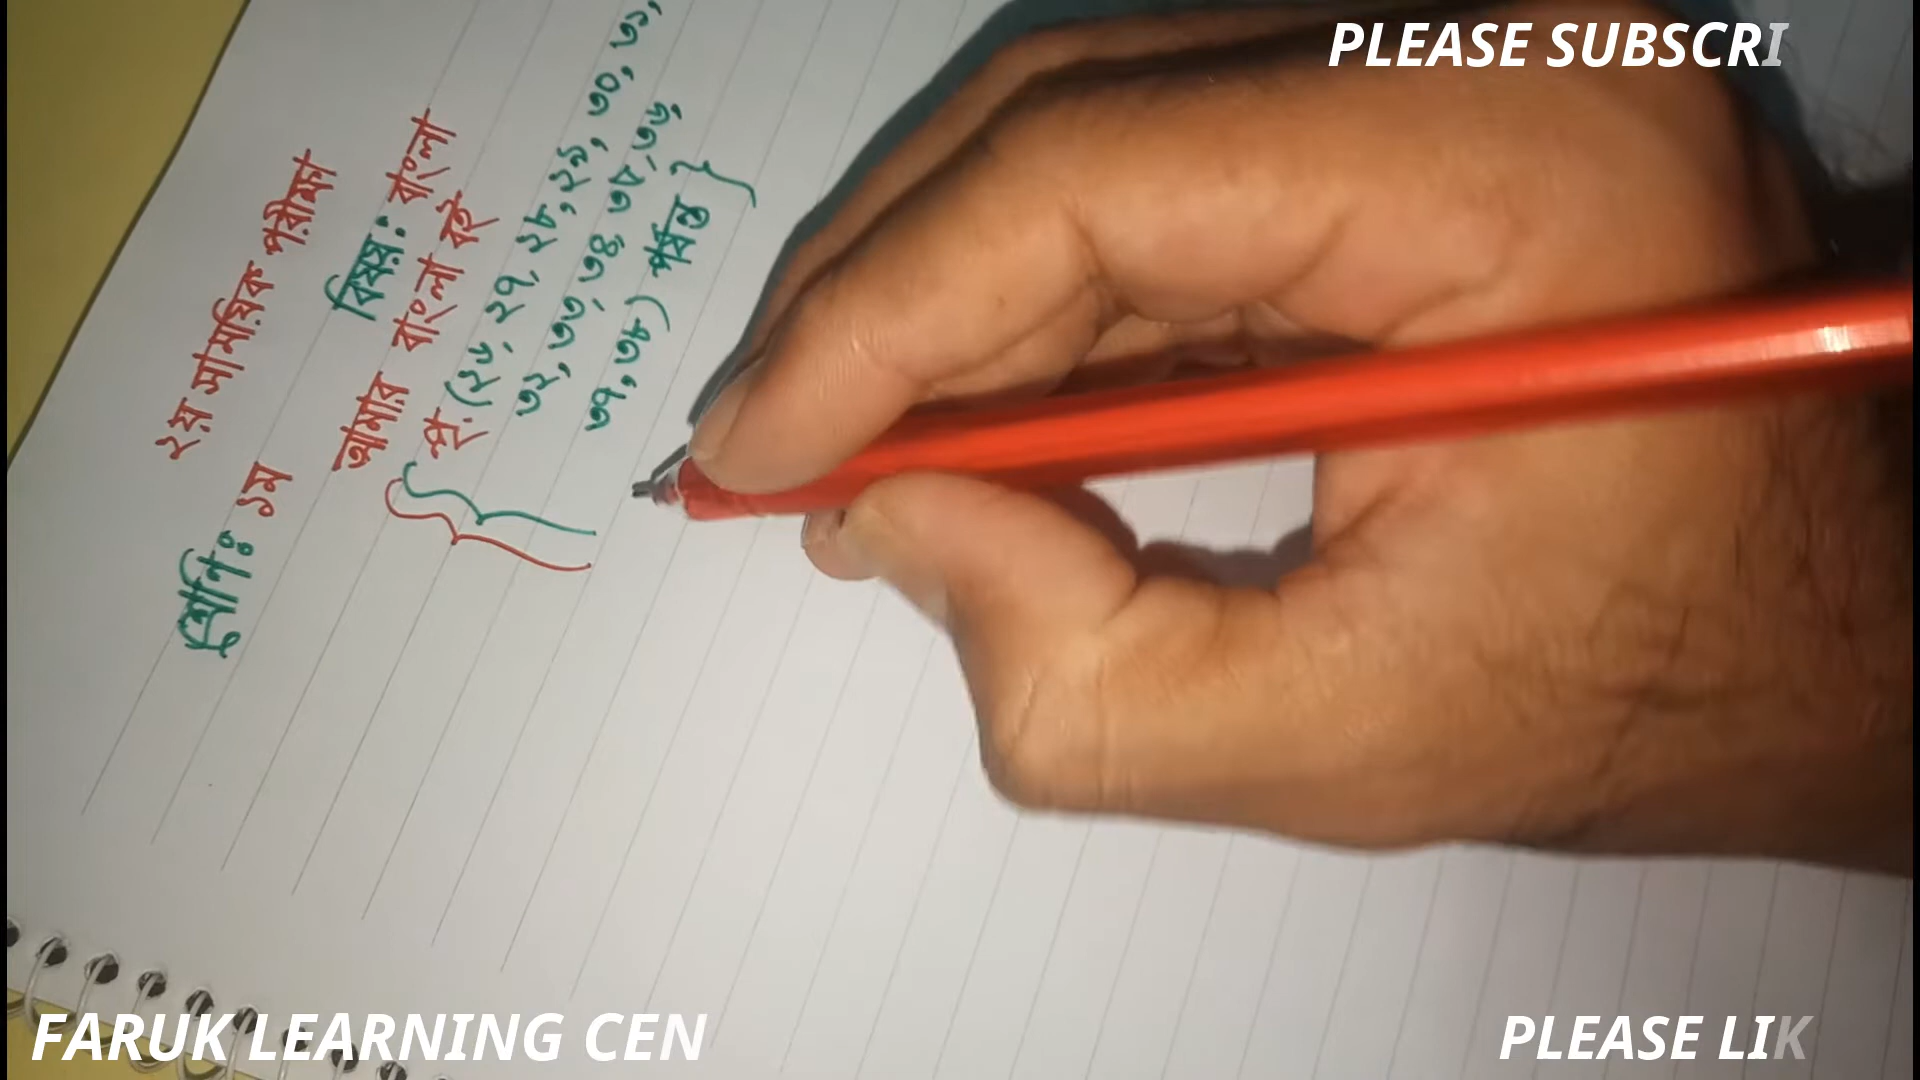 PLEASE SUBSCRI
২য় সাময়িক পরীক্ষা
শ্রেণি: ১ম
বিষয়: বাংলা
আমার বাংলা বই
পৃ. (২৫, ২৬, ২৭, ২৮, ২৯, ৩০, ৩১,
৩২, ৩৩, ৩৪, ৩৫, ৩৬,
৩৭, ৩৮) পর্যন্ত
FARUK LEARNING CEN
PLEASE LIK